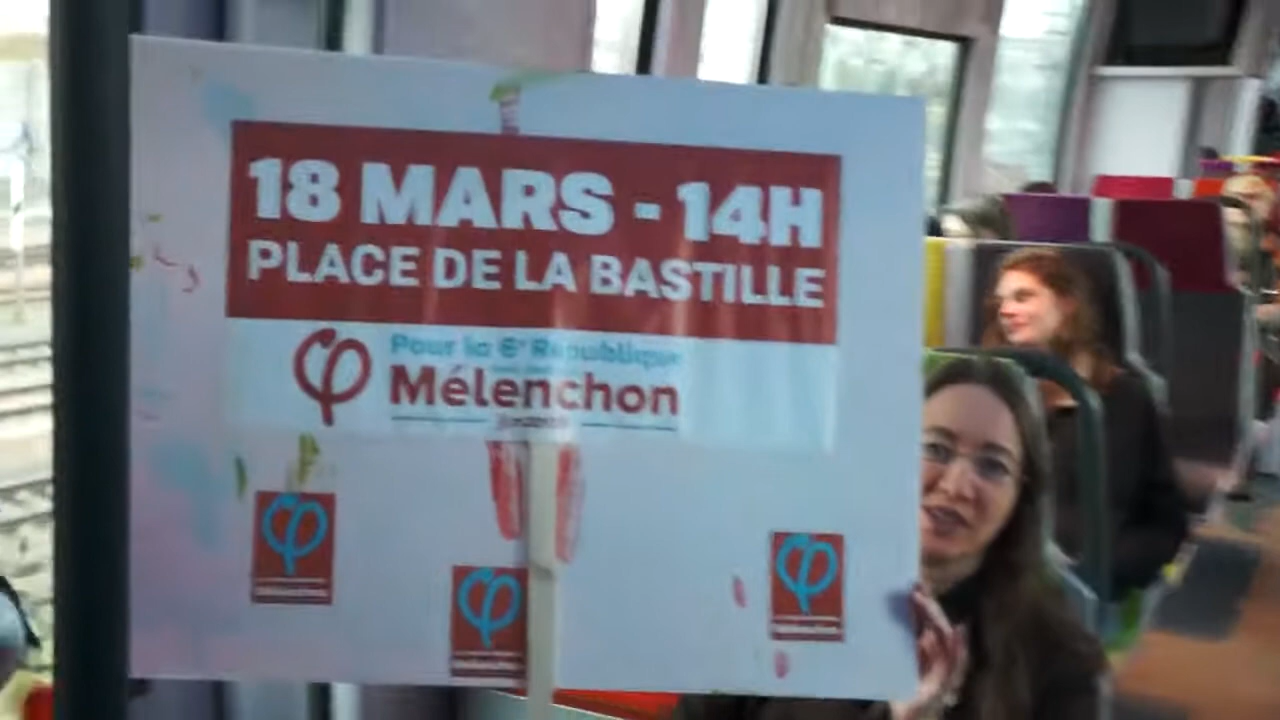 18 MARS - 14H
PLACE DE LA BASTILLE
Pour la 6e République
Mélenchon